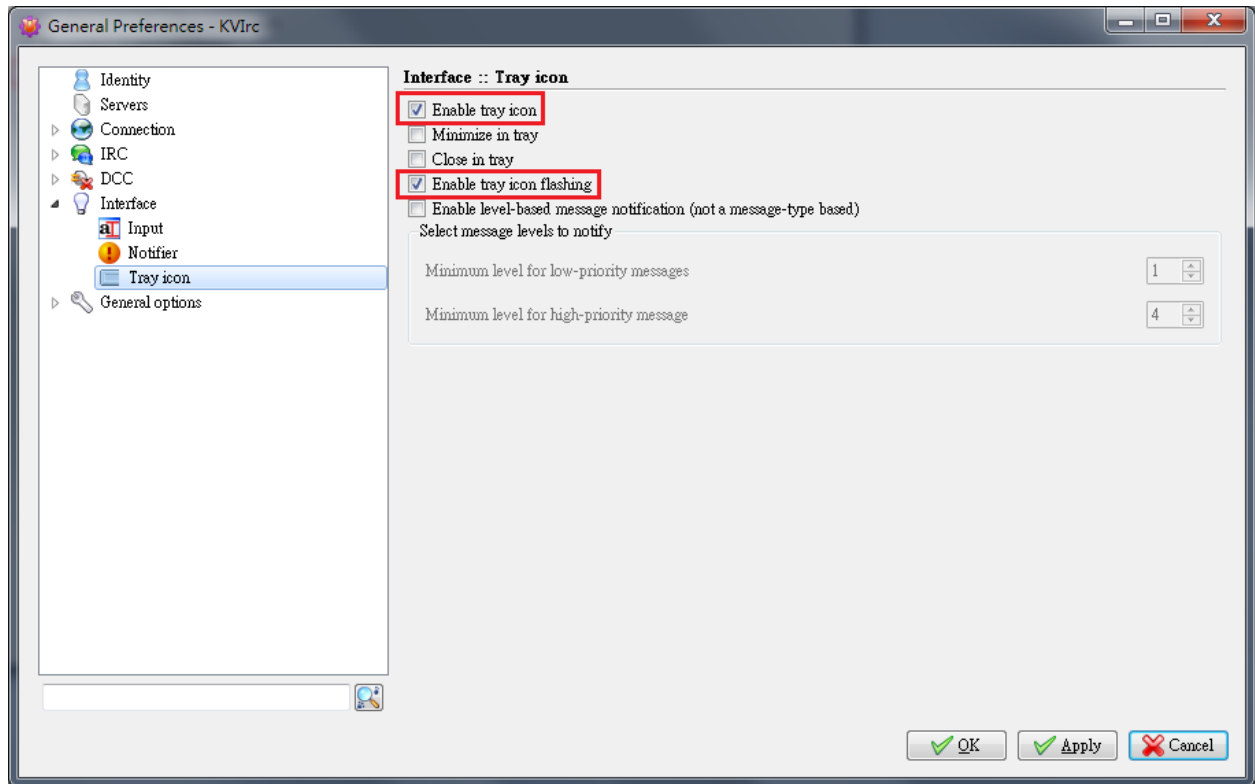 General Preferences - KVIrc
Identity
Servers
Connection
IRC
DCC
Interface
Input
Notifier
Tray icon
General options
Interface :: Tray icon
Enable tray icon
Minimize in tray
Close in tray
Enable tray icon flashing
Enable level-based message notification (not a message-type based)
Select message levels to notify
Minimum level for low-priority messages 1
Minimum level for high-priority message 4
OK Apply Cancel